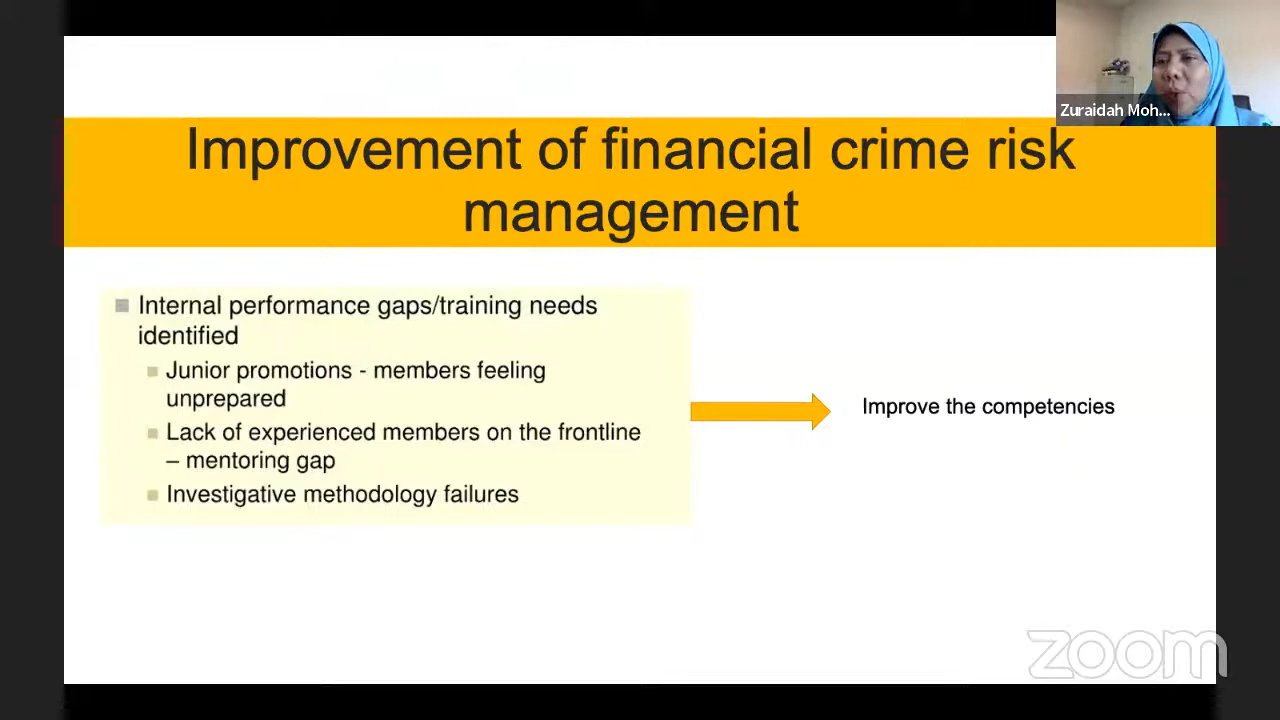 Zuraidah Moh...
Improvement of financial crime risk
management
Internal performance gaps/training needs
identified
Junior promotions - members feeling
unprepared
Lack of experienced members on the frontline
– mentoring gap
Investigative methodology failures
Improve the competencies
zoom